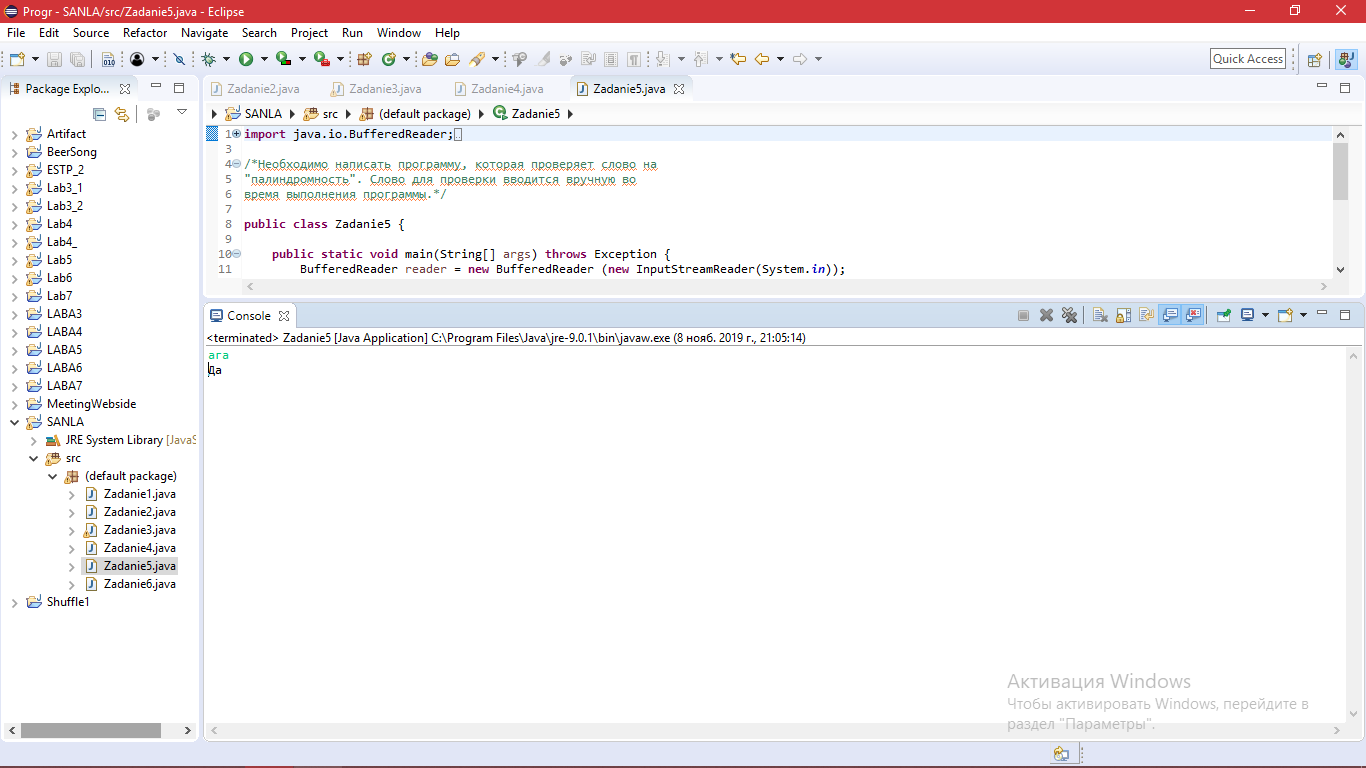 Progr - SANLA/src/Zadanie5.java - Eclipse
File Edit Source Refactor Navigate Search Project Run Window Help
Quick Access
Package Explo...
Zadanie2.java Zadanie3.java Zadanie4.java Zadanie5.java
SANLA src (default package) Zadanie5
Artifact
BeerSong
ESTP_2
Lab3_1
Lab3_2
Lab4
Lab4_
Lab5
Lab6
Lab7
LABA3
LABA4
LABA5
LABA6
LABA7
MeetingWebside
SANLA
JRE System Library [JavaS
src
(default package)
Zadanie1.java
Zadanie2.java
Zadanie3.java
Zadanie4.java
Zadanie5.java
Zadanie6.java
Shuffle1
1 import java.io.BufferedReader;
3
4 /*Необходимо написать программу, которая проверяет слово на
5 "палиндромность". Слово для проверки вводится вручную во
6 время выполнения программы.*/
7
8 public class Zadanie5 {
9
10 public static void main(String[] args) throws Exception {
11 BufferedReader reader = new BufferedReader (new InputStreamReader(System.in));
Console
<terminated> Zadanie5 [Java Application] C:\Program Files\Java\jre-9.0.1\bin\javaw.exe (8 нояб. 2019 г., 21:05:14)
ага
Да
Активация Windows
Чтобы активировать Windows, перейдите в
раздел "Параметры".